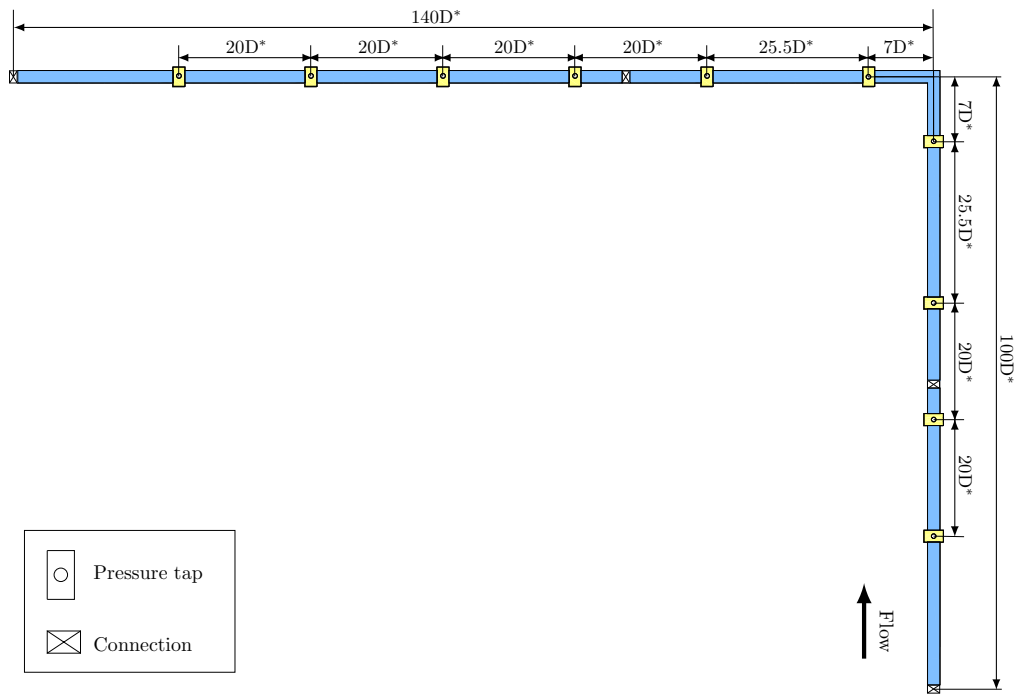 140D*
20D*
20D*
20D*
20D*
25.5D*
7D*
7D*
25.5D*
20D*
20D*
100D*
Flow
Pressure tap
Connection